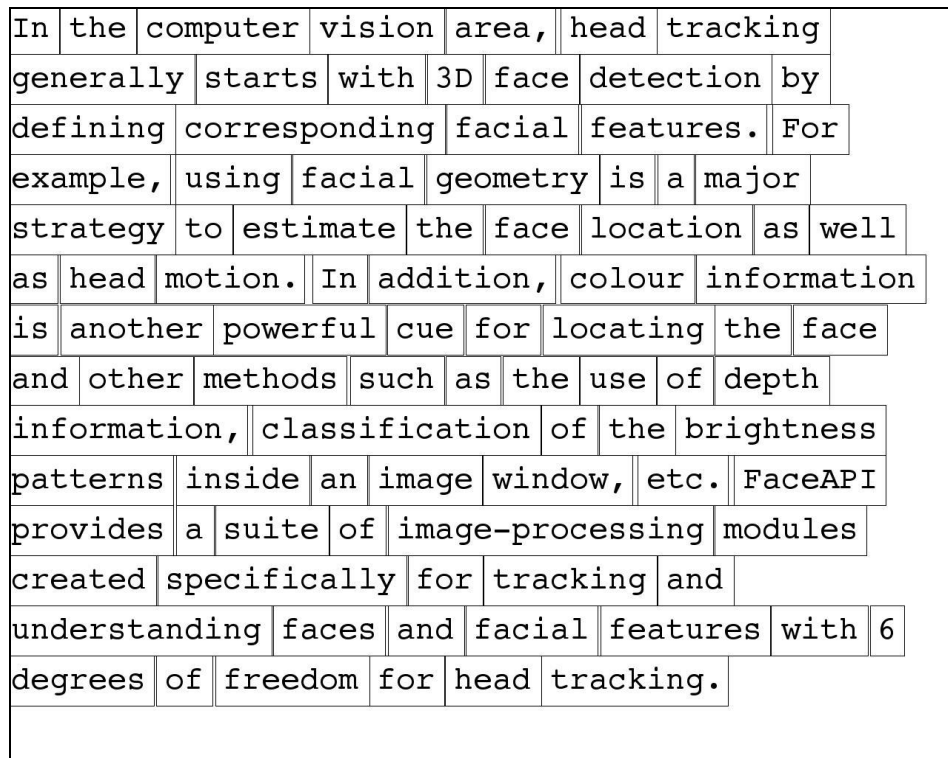 In the computer vision area, head tracking
generally starts with 3D face detection by
defining corresponding facial features. For
example, using facial geometry is a major
strategy to estimate the face location as well
as head motion. In addition, colour information
is another powerful cue for locating the face
and other methods such as the use of depth
information, classification of the brightness
patterns inside an image window, etc. FaceAPI
provides a suite of image-processing modules
created specifically for tracking and
understanding faces and facial features with 6
degrees of freedom for head tracking.